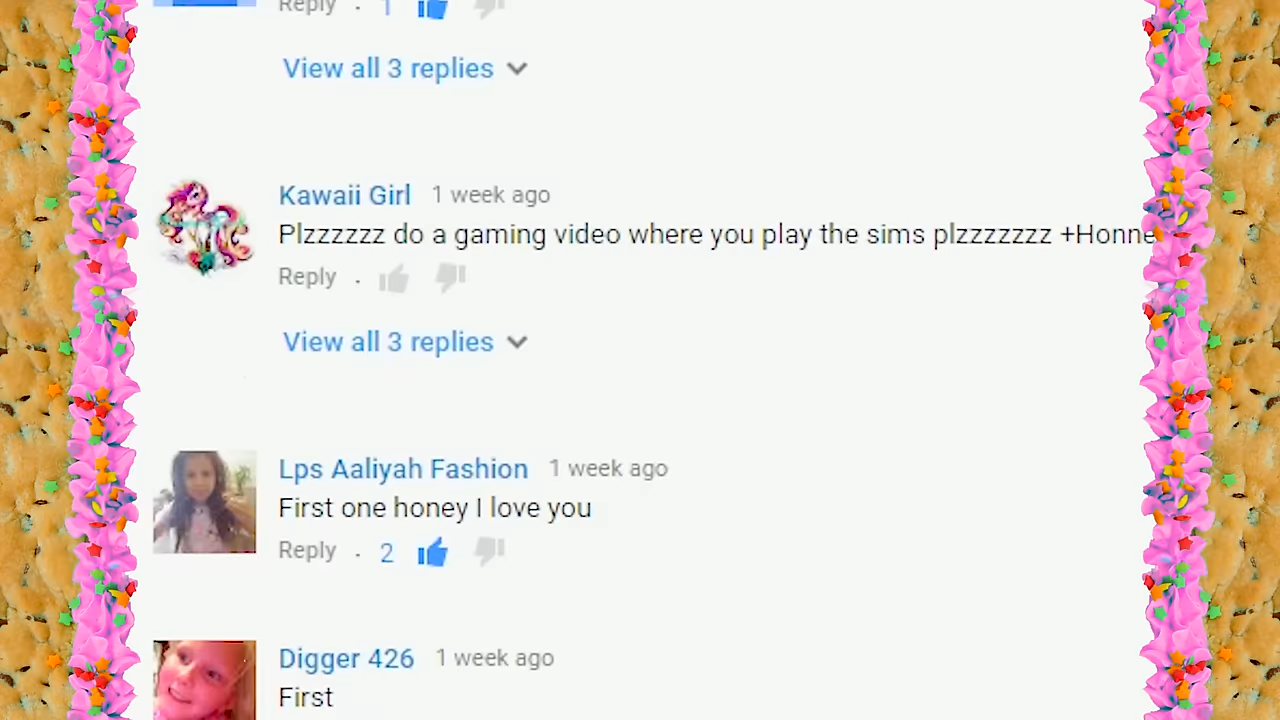 Reply . 1
View all 3 replies
Kawaii Girl 1 week ago
Plzzzzzz do a gaming video where you play the sims plzzzzzzz +Honne
Reply .
View all 3 replies
Lps Aaliyah Fashion 1 week ago
First one honey I love you
Reply . 2
Digger 426 1 week ago
First